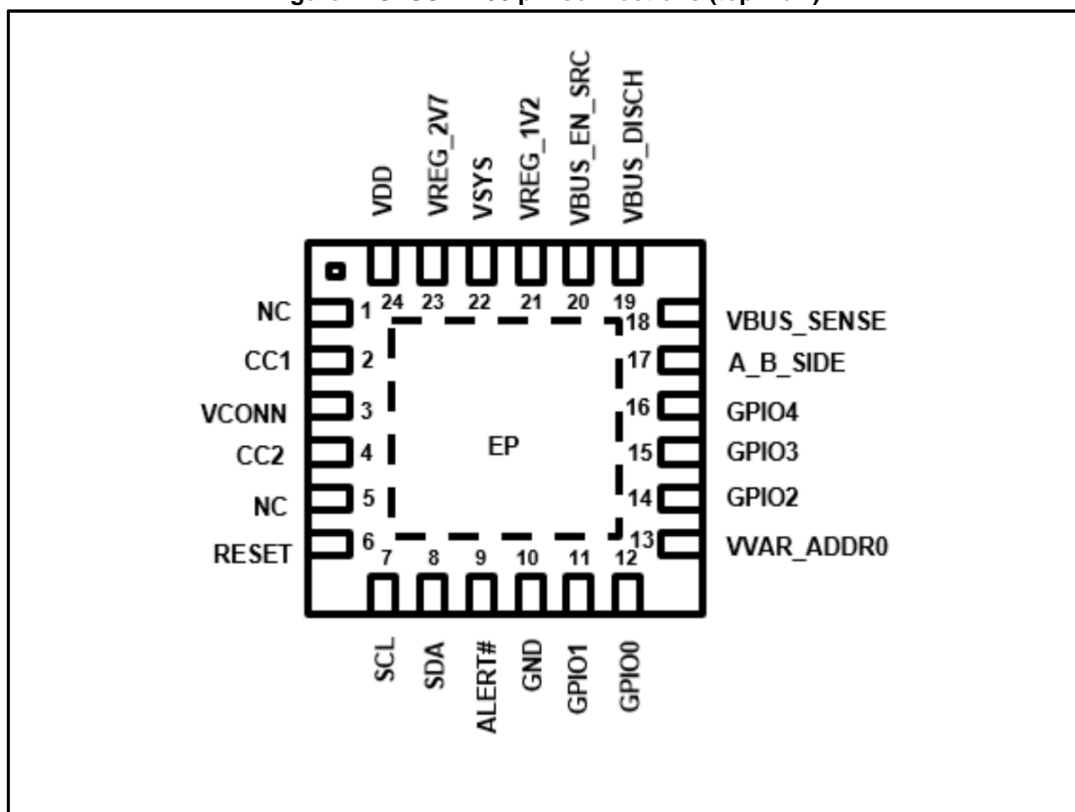 VDD
VREG_2V7
VSYS
VREG_1V2
VBUS_EN_SRC
VBUS_DISCH
24
23
22
21
20
19
NC 1
CC1 2
VCONN 3
CC2 4
NC 5
RESET 6
EP
18 VBUS_SENSE
17 A_B_SIDE
16 GPIO4
15 GPIO3
14 GPIO2
13 VVAR_ADDR0
7
8
9
10
11
12
SCL
SDA
ALERT#
GND
GPIO1
GPIO0